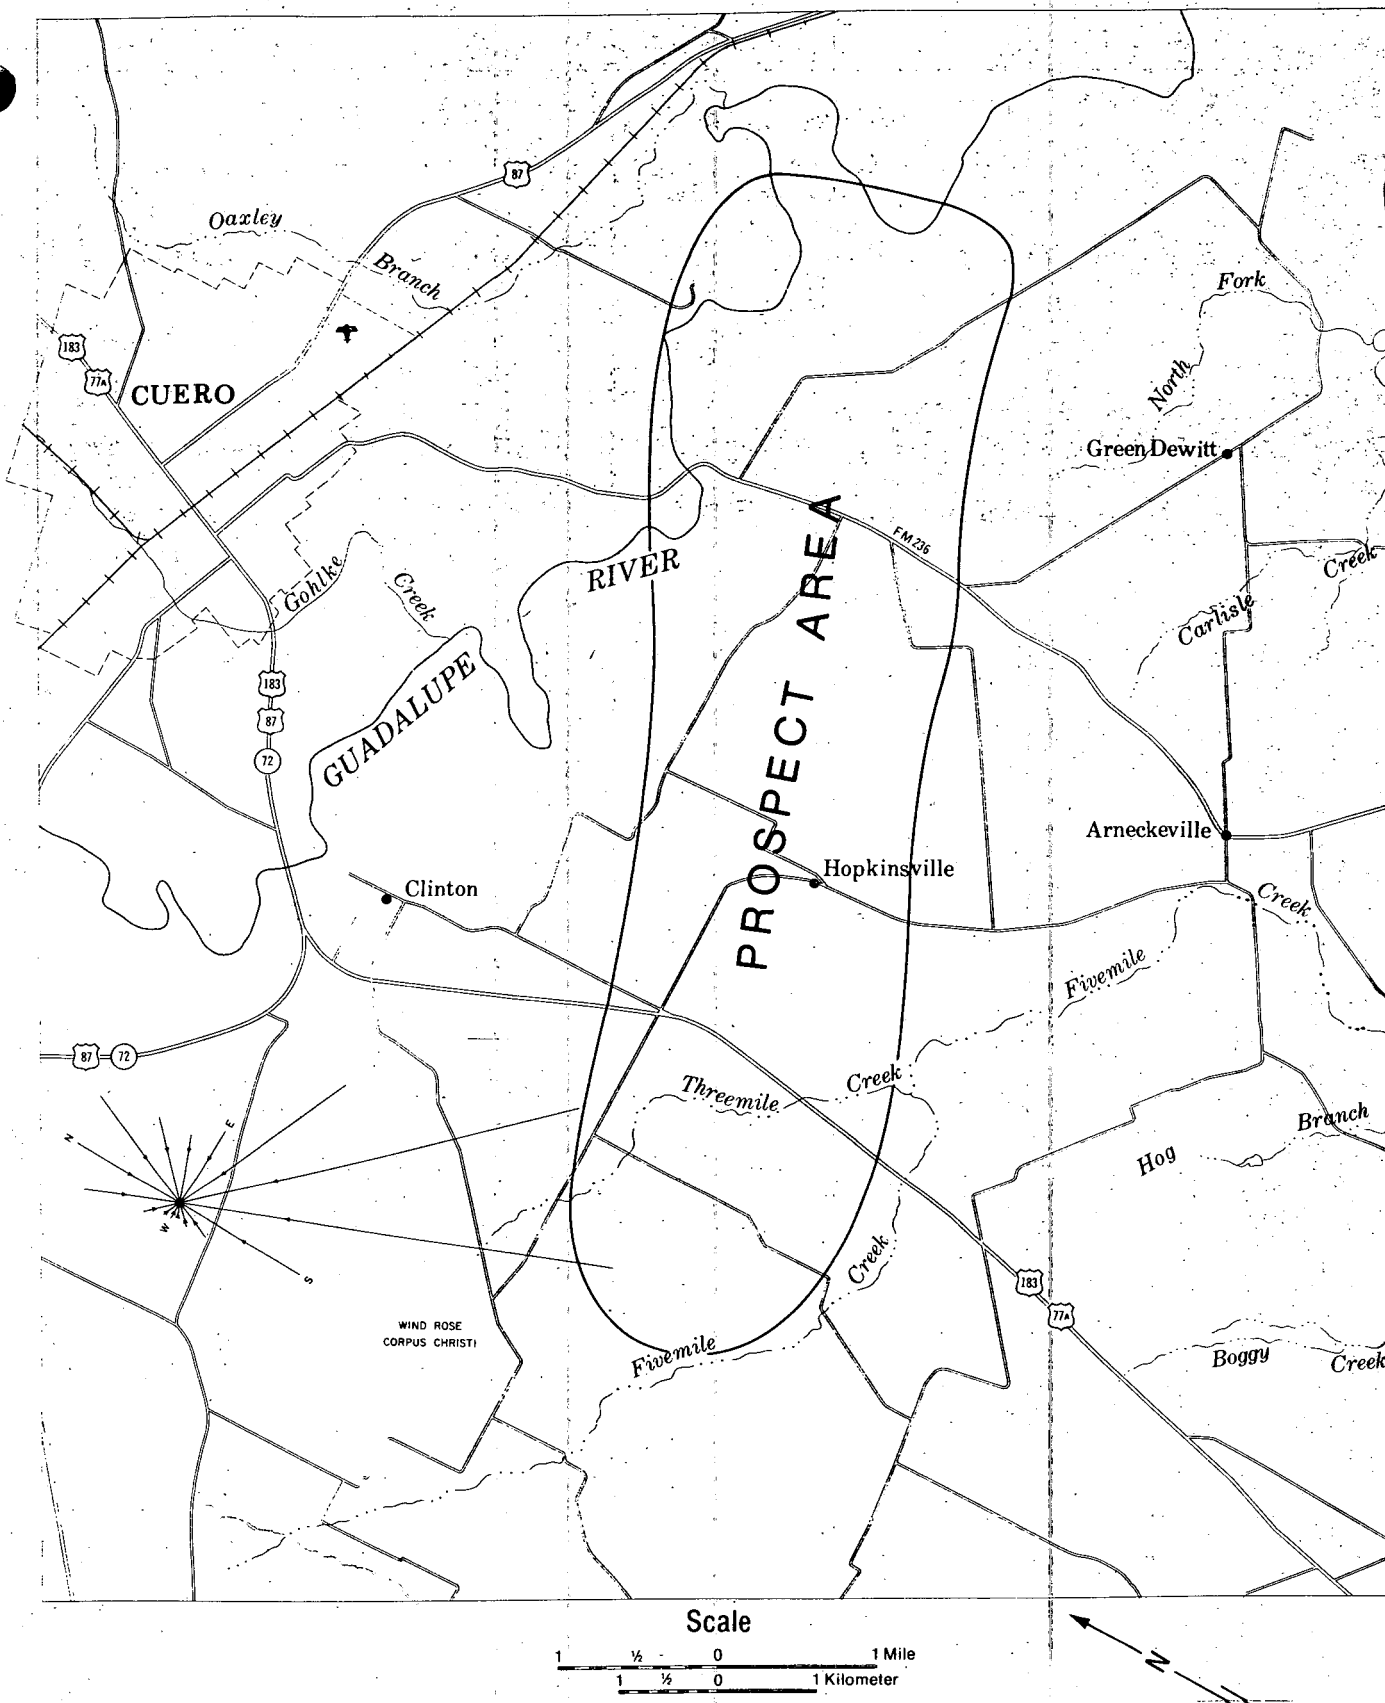 87
Oaxley
Branch
183
77A
CUERO
Fork
North
Green Dewitt
FM 236
RIVER
Gohlke
Creek
Creek
Carlisle
GUADALUPE
183
87
72
PROSPECT AREA
Arneckeville
Hopkinsville
Clinton
Creek
Fivemile
87
72
Threemile
Creek
Branch
Hog
N
E
W
S
Creek
183
77A
WIND ROSE
CORPUS CHRISTI
Fivemile
Boggy
Creek
Scale
1 ½ 0 1 Mile
1 ½ 0 1 Kilometer
N